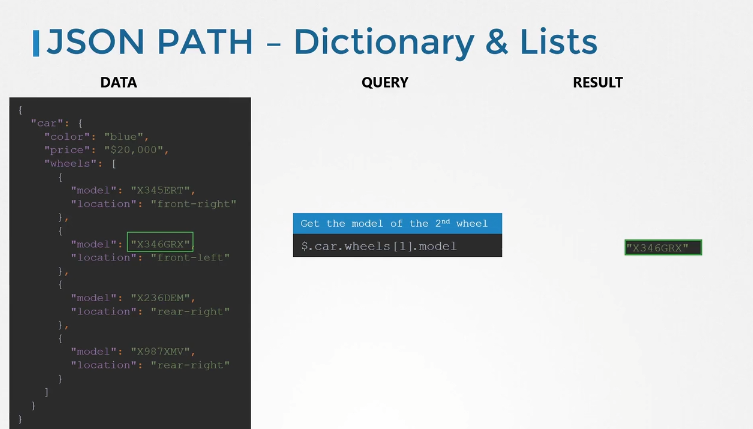 JSON PATH – Dictionary & Lists
DATA
{
"car": {
"color": "blue",
"price": "$20,000",
"wheels": [
{
"model": "X345ERT",
"location": "front-right"
},
{
"model": "X346GRX"
"location": "front-left"
},
{
"model": "X236DEM",
"location": "rear-right"
},
{
"model": "X987XMV",
"location": "rear-right"
}
]
}
}
QUERY
Get the model of the 2nd wheel
$.car.wheels[1].model
RESULT
"X346GRX"